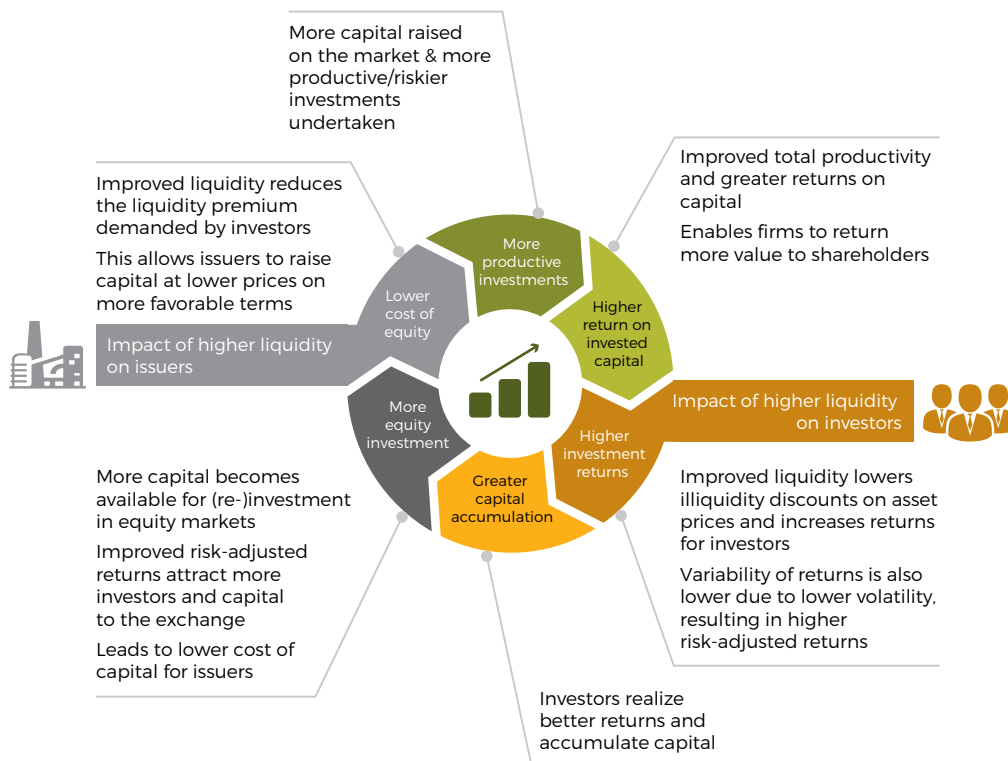 More capital raised
on the market & more
productive/riskier
investments
undertaken
Improved liquidity reduces
the liquidity premium
demanded by investors
This allows issuers to raise
capital at lower prices on
more favorable terms
Improved total productivity
and greater returns on
capital
Enables firms to return
more value to shareholders
More
productive
investments
Lower
cost of
equity
Higher
return on
invested
capital
Impact of higher liquidity
on issuers
Impact of higher liquidity
on investors
More
equity
investment
Higher
investment
returns
Greater
capital
accumulation
More capital becomes
available for (re-)investment
in equity markets
Improved risk-adjusted
returns attract more
investors and capital
to the exchange
Leads to lower cost of
capital for issuers
Improved liquidity lowers
illiquidity discounts on asset
prices and increases returns
for investors
Variability of returns is also
lower due to lower volatility,
resulting in higher
risk-adjusted returns
Investors realize
better returns and
accumulate capital